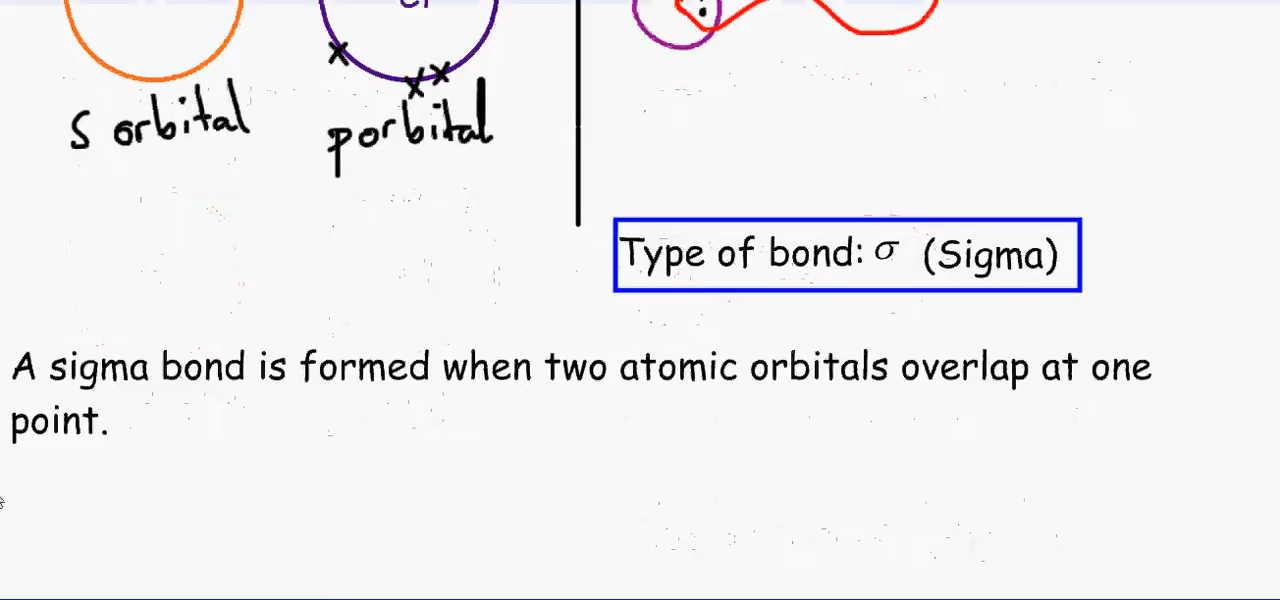 s orbital
p orbital
Type of bond: σ (Sigma)
A sigma bond is formed when two atomic orbitals overlap at one
point.